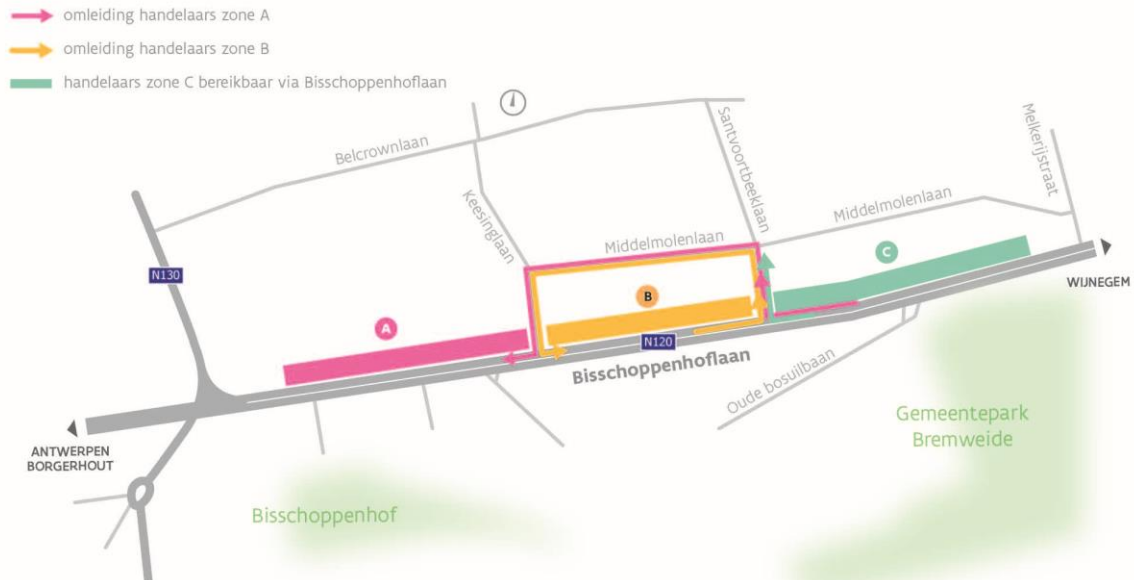 omleiding handelaars zone A
omleiding handelaars zone B
handelaars zone C bereikbaar via Bisschoppenhoflaan
Belcrownlaan
Keesinglaan
Santvoortbeeklaan
Melkerijstraat
Middelmolenlaan
Middelmolenlaan
N130
A
B
C
N120
Bisschoppenhoflaan
WIJNEGEM
Oude bosuilbaan
ANTWERPEN
BORGERHOUT
Gemeentepark
Bremweide
Bisschoppenhof